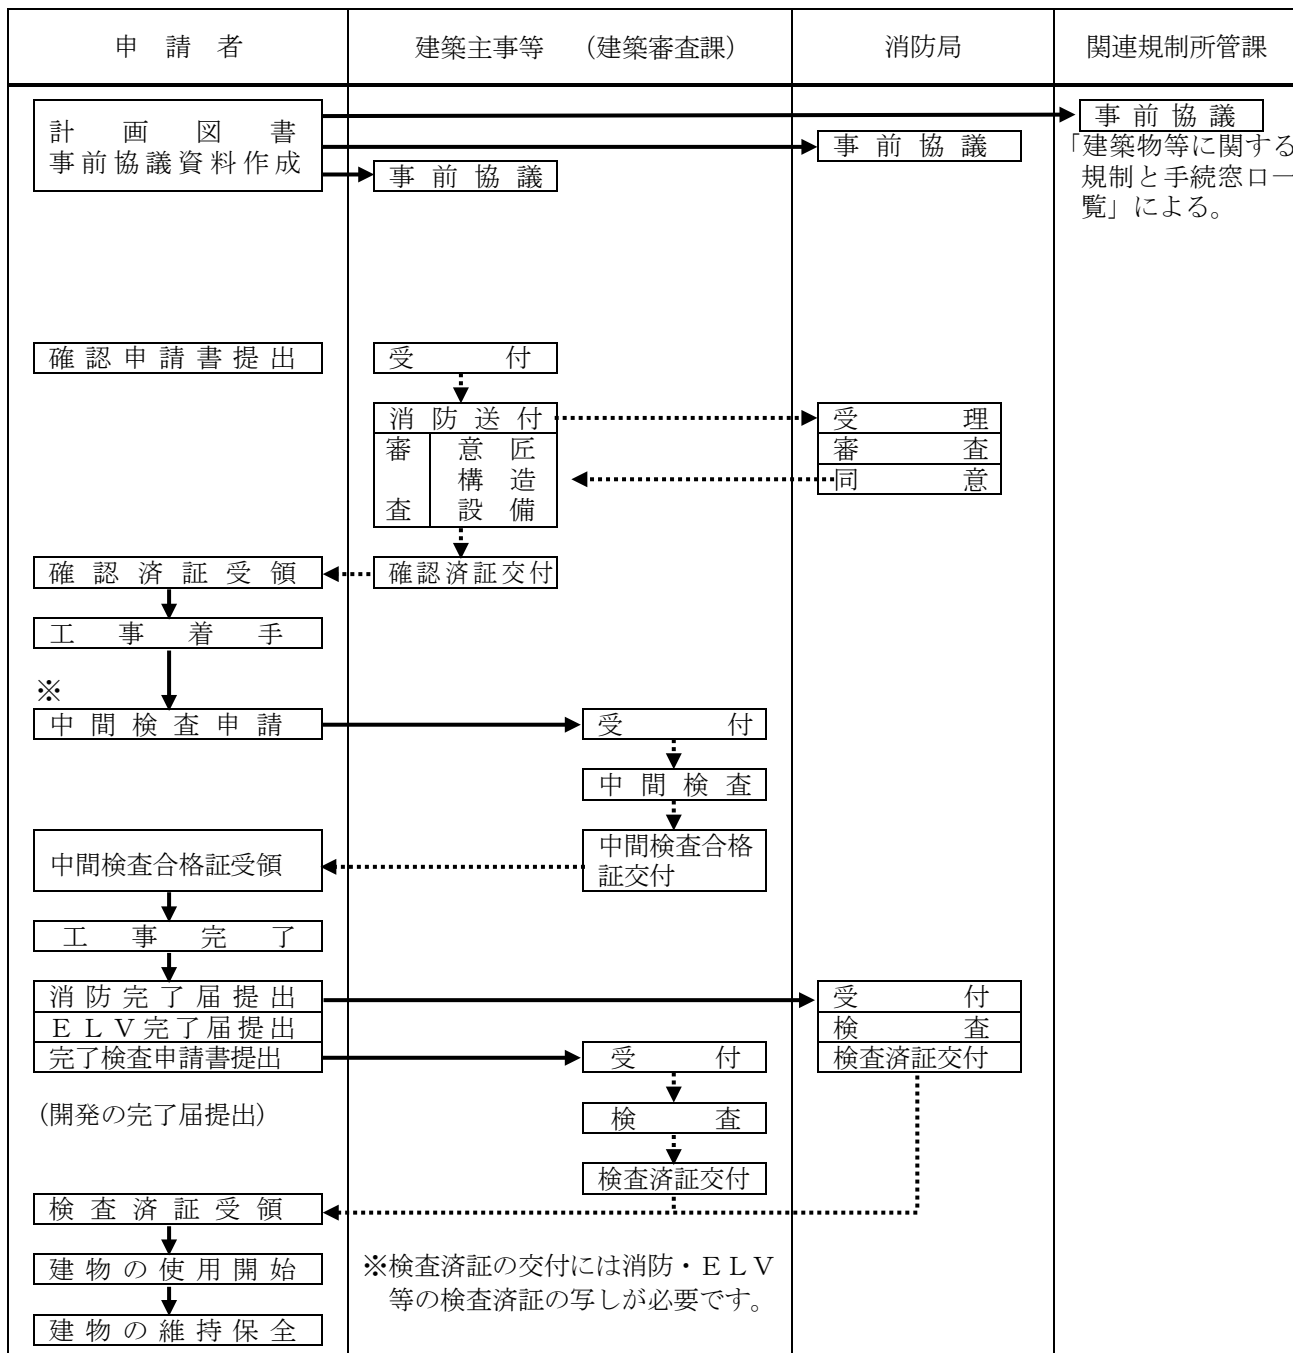 申請者
建築主事等 (建築審査課)
消防局
関連規制所管課
計画図書
事前協議資料作成
事前協議
「建築物等に関する
規制と手続窓口一
覧」による。
事前協議
事前協議
確認申請書提出
受付
消防送付
受理
審査
意匠
構造
設備
審査
同意
確認済証受領
確認済証交付
工事着手
※
中間検査申請
受付
中間検査
中間検査合格証受領
中間検査合格
証交付
工事完了
消防完了届提出
受付
ＥＬＶ完了届提出
検査
完了検査申請書提出
受付
検査済証交付
(開発の完了届提出)
検査
検査済証交付
検査済証受領
建物の使用開始
※検査済証の交付には消防・ＥＬＶ
等の検査済証の写しが必要です。
建物の維持保全